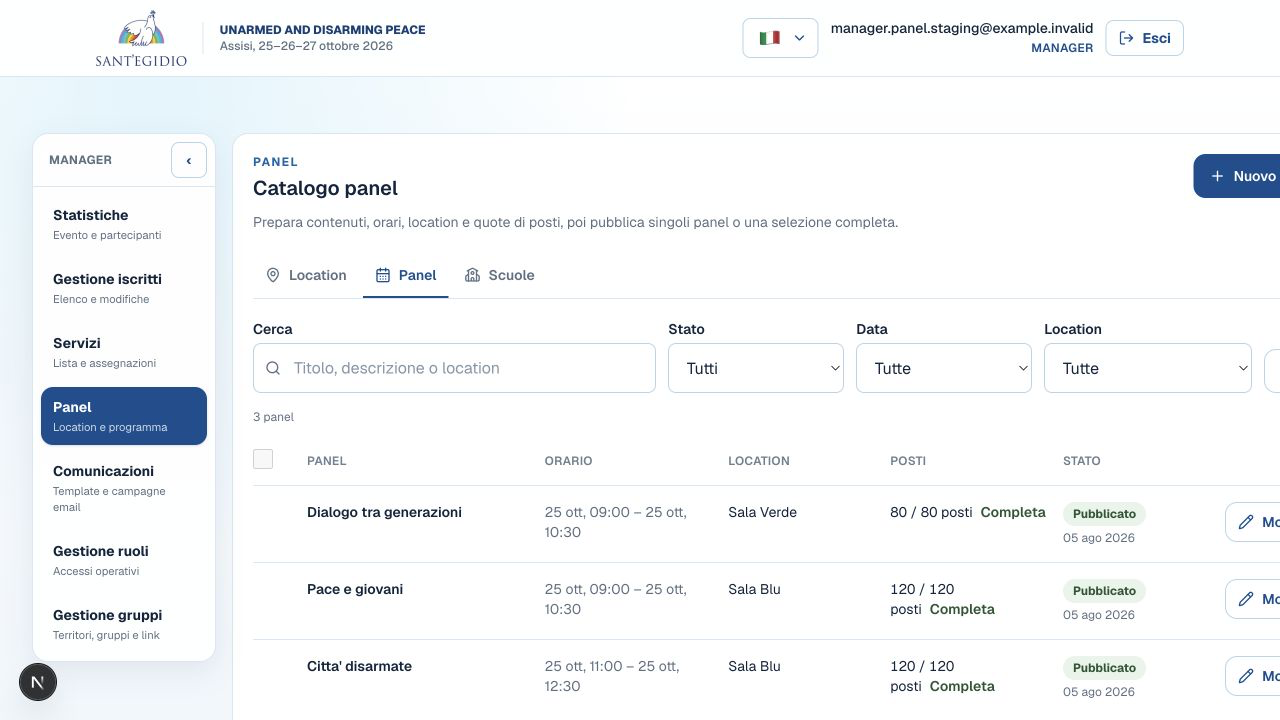 SANT'EGIDIO
UNARMED AND DISARMING PEACE
Assisi, 25–26–27 ottobre 2026
manager.panel.staging@example.invalid
MANAGER
Esci
MANAGER
‹
Statistiche
Evento e partecipanti
Gestione iscritti
Elenco e modifiche
Servizi
Lista e assegnazioni
Panel
Location e programma
Comunicazioni
Template e campagne
email
Gestione ruoli
Accessi operativi
Gestione gruppi
Territori, gruppi e link
N
PANEL
Catalogo panel
Prepara contenuti, orari, location e quote di posti, poi pubblica singoli panel o una selezione completa.
+ Nuovo
Location Panel Scuole
Cerca Stato Data Location
Titolo, descrizione o location Tutti Tutte Tutte
3 panel
PANEL ORARIO LOCATION POSTI STATO
Dialogo tra generazioni 25 ott, 09:00 – 25 ott, Sala Verde 80 / 80 posti Completa Pubblicato
10:30 05 ago 2026 Mo
Pace e giovani 25 ott, 09:00 – 25 ott, Sala Blu 120 / 120 Pubblicato
10:30 posti Completa 05 ago 2026 Mo
Citta' disarmate 25 ott, 11:00 – 25 ott, Sala Blu 120 / 120 Pubblicato
12:30 posti Completa 05 ago 2026 Mo